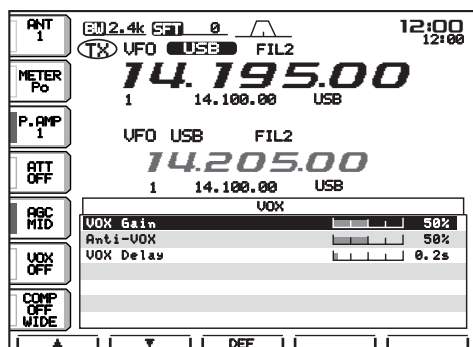 ANT
1
BW 2.4k SFT 0
12:00
12:00
TX VFO USB FIL2
METER
Po
14.195.00
1 14.100.00 USB
P.AMP
1
VFO USB FIL2
ATT
OFF
14.205.00
1 14.100.00 USB
AGC
MID
VOX
VOX Gain 50%
Anti-VOX 50%
VOX Delay 0.2s
VOX
OFF
COMP
OFF
WIDE
▲ ▼ DEF